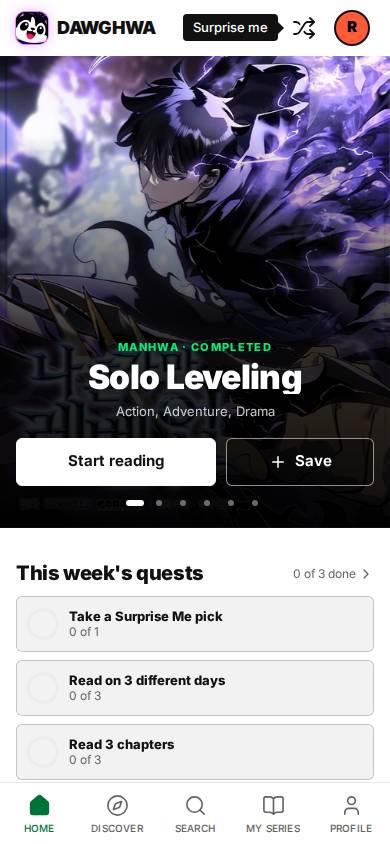 DAWGHWA
Surprise me
R
MANHWA · COMPLETED
Solo Leveling
Action, Adventure, Drama
Start reading
+ Save
This week's quests
0 of 3 done
Take a Surprise Me pick
0 of 1
Read on 3 different days
0 of 3
Read 3 chapters
0 of 3
HOME
DISCOVER
SEARCH
MY SERIES
PROFILE